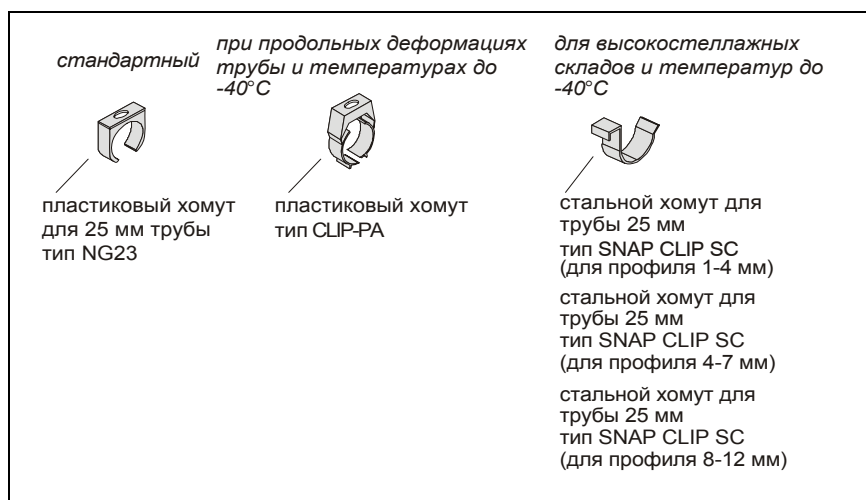 стандартный
при продольных деформациях
трубы и температурах до
-40°C
для высокостеллажных
складов и температур до
-40°C
пластиковый хомут
для 25 мм трубы
тип NG23
пластиковый хомут
тип CLIP-PA
стальной хомут для
трубы 25 мм
тип SNAP CLIP SC
(для профиля 1-4 мм)
стальной хомут для
трубы 25 мм
тип SNAP CLIP SC
(для профиля 4-7 мм)
стальной хомут для
трубы 25 мм
тип SNAP CLIP SC
(для профиля 8-12 мм)